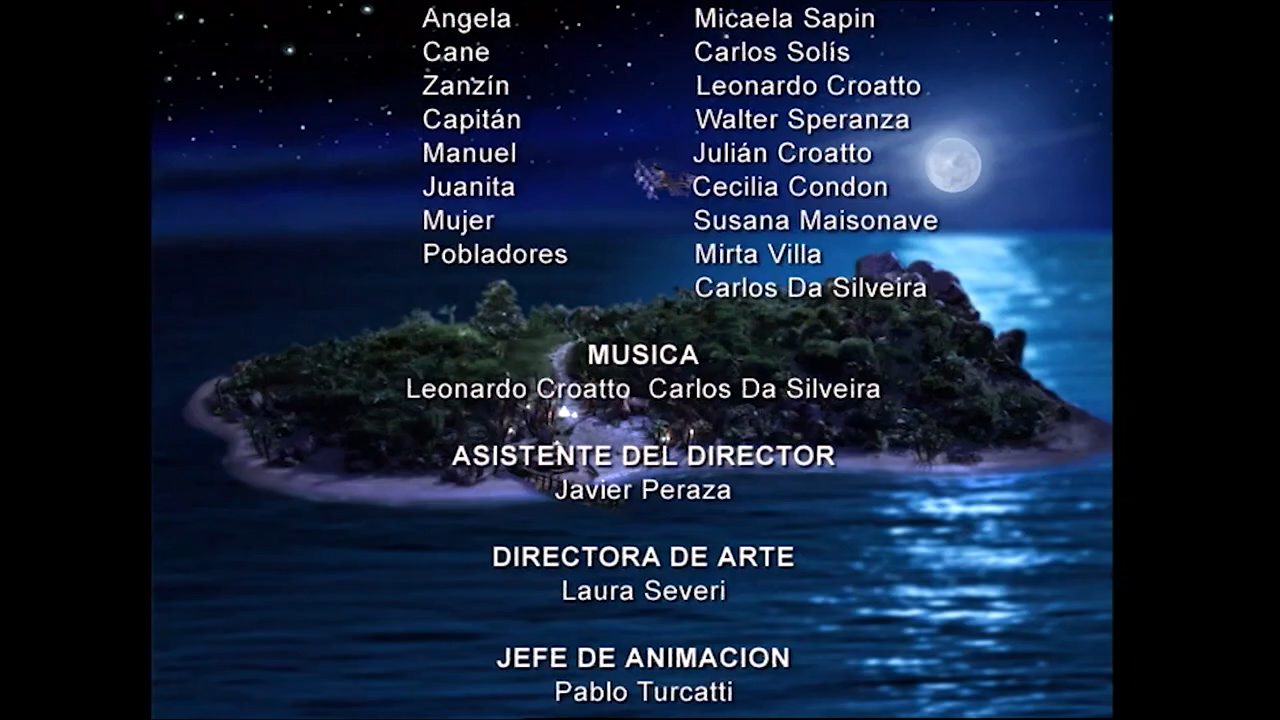 Angela Micaela Sapin
Cane Carlos Solís
Zanzín Leonardo Croatto
Capitán Walter Speranza
Manuel Julián Croatto
Juanita Cecilia Condon
Mujer Susana Maisonave
Pobladores Mirta Villa
Carlos Da Silveira
MUSICA
Leonardo Croatto Carlos Da Silveira
ASISTENTE DEL DIRECTOR
Javier Peraza
DIRECTORA DE ARTE
Laura Severi
JEFE DE ANIMACION
Pablo Turcatti